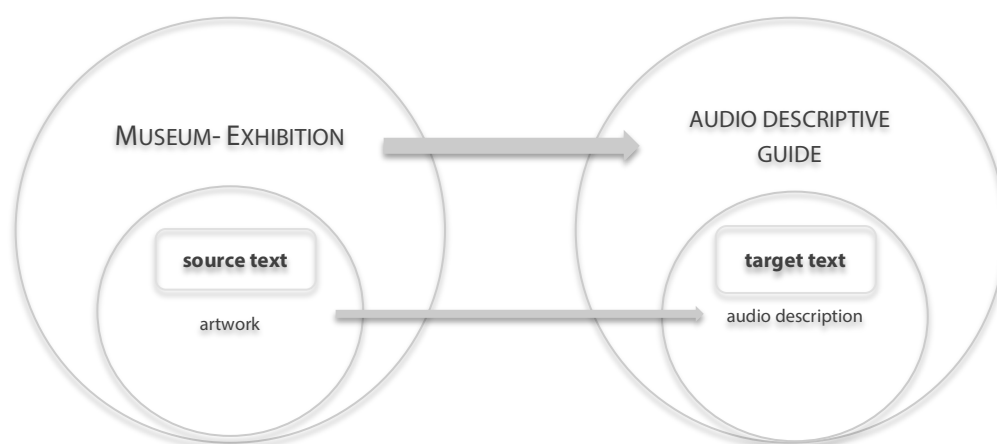 MUSEUM- EXHIBITION
AUDIO DESCRIPTIVE
GUIDE
source text
artwork
target text
audio description